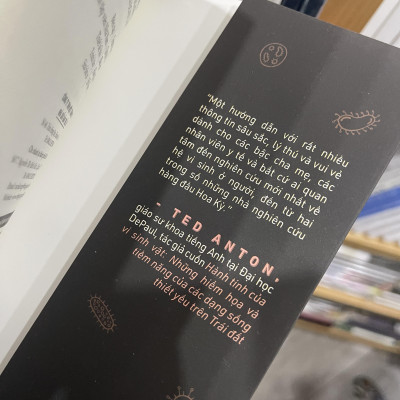 “Một hướng dẫn với rất nhiều
thông tin sâu sắc, lý thú và vui vẻ
dành cho các bậc cha mẹ, các
nhân viên y tế và bất cứ ai quan
tâm đến nghiên cứu mới nhất về
hệ vi sinh ở người, đến từ hai
trong số những nhà nghiên cứu
hàng đầu Hoa Kỳ.”
- TED ANTON,
giáo sư khoa tiếng Anh tại Đại học
DePaul, tác giả cuốn Hành tinh của
vi sinh vật: Những hiểm họa và
tiềm năng của các dạng sống
thiết yếu trên Trái đất